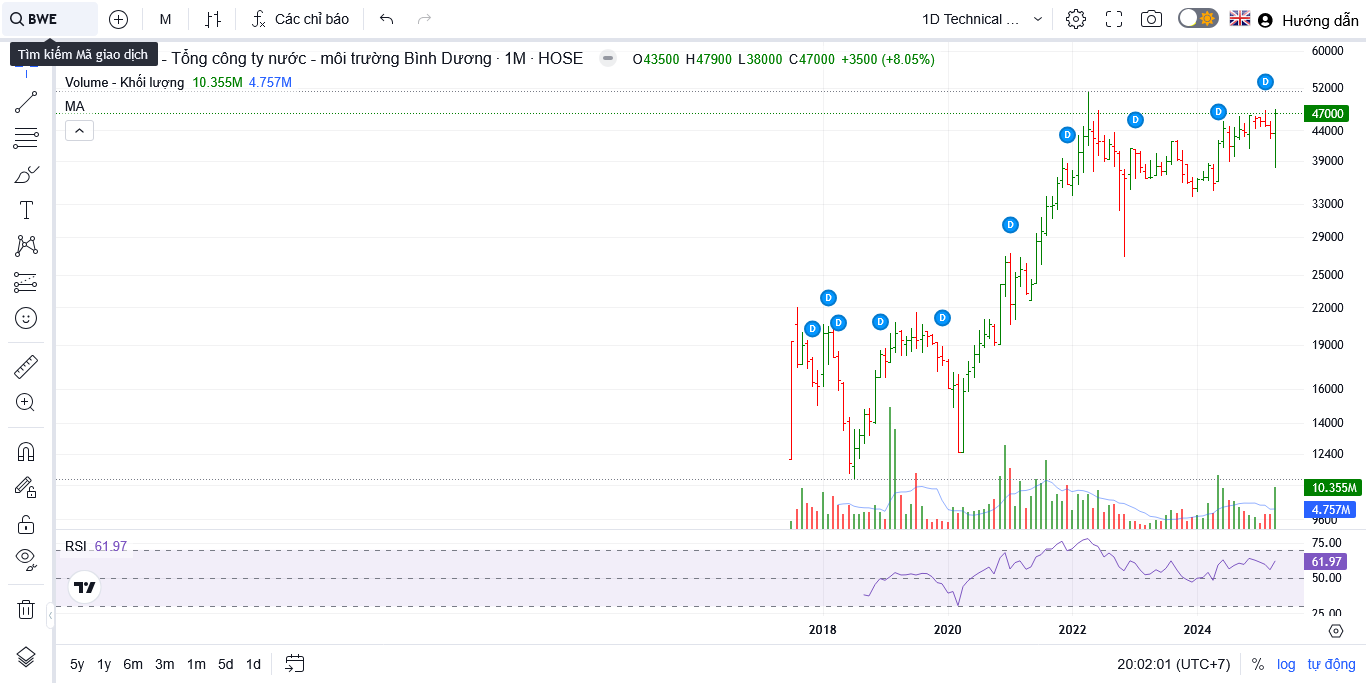 BWE M Các chỉ báo 1D Technical ... Hướng dẫn
Tìm kiếm Mã giao dịch - Tổng công ty nước - môi trường Bình Dương · 1M · HOSE O43500 H47900 L38000 C47000 +3500 (+8.05%)
Volume - Khối lượng 10.355M 4.757M
MA
60000
52000
47000
44000
39000
33000
29000
25000
22000
19000
16000
14000
12400
10.355M
4.757M
9600
D D D D D D D D D D
RSI 61.97
75.00
61.97
50.00
25.00
2018 2020 2022 2024
5y 1y 6m 3m 1m 5d 1d 20:02:01 (UTC+7) % log tự động